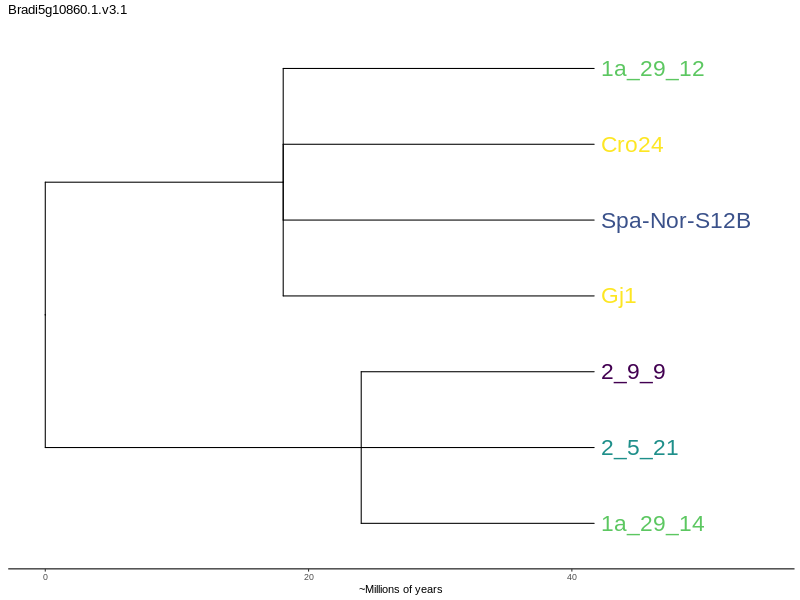 Bradi5g10860.1.v3.1
1a_29_12
Cro24
Spa-Nor-S12B
Gj1
2_9_9
2_5_21
1a_29_14
0 20 40
~Millions of years